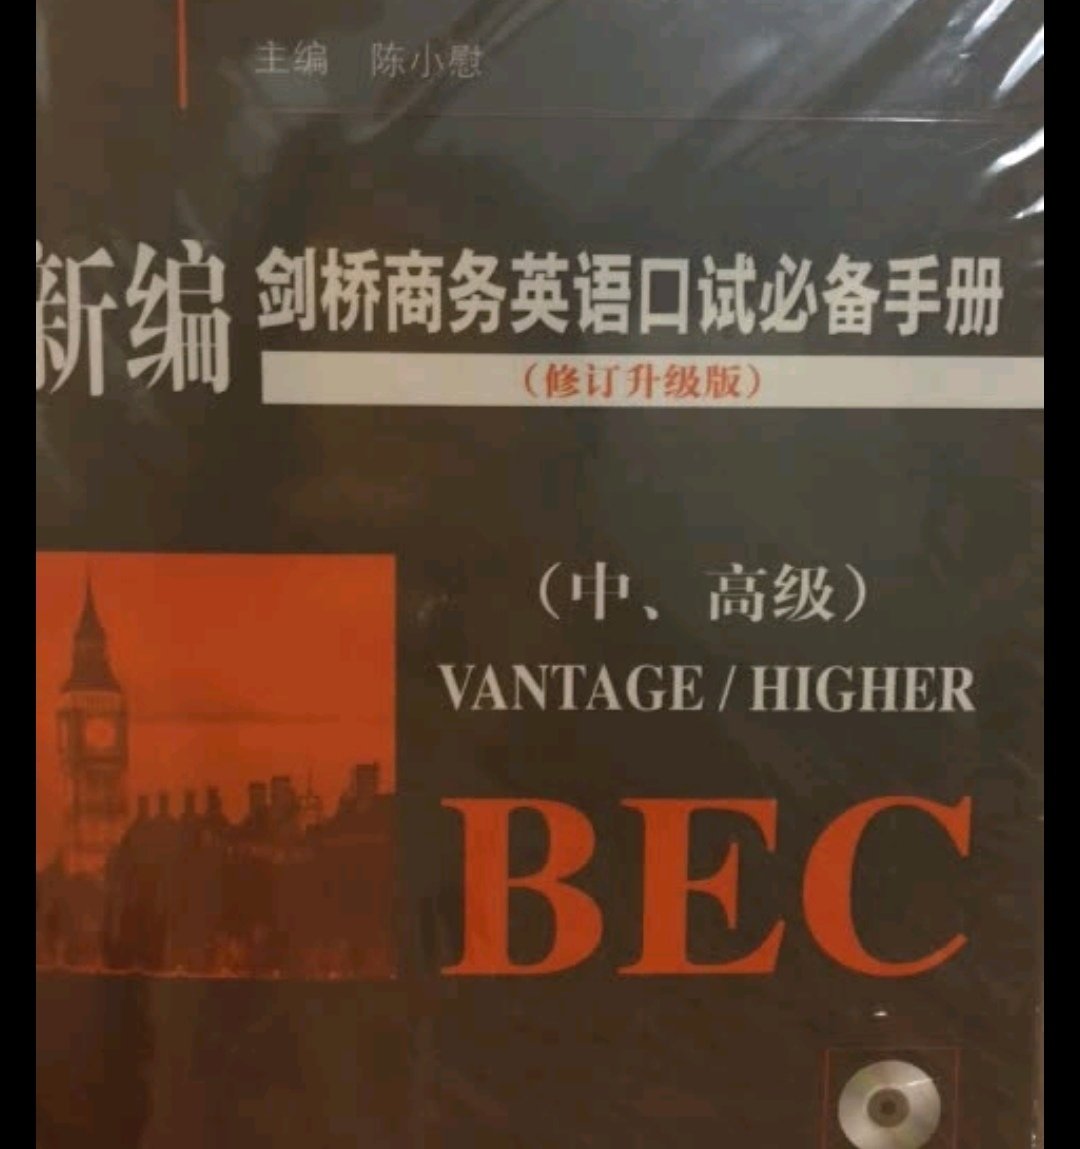 主编 陈小慰
新编 剑桥商务英语口试必备手册
（修订升级版）
（中、高级）
VANTAGE / HIGHER
BEC